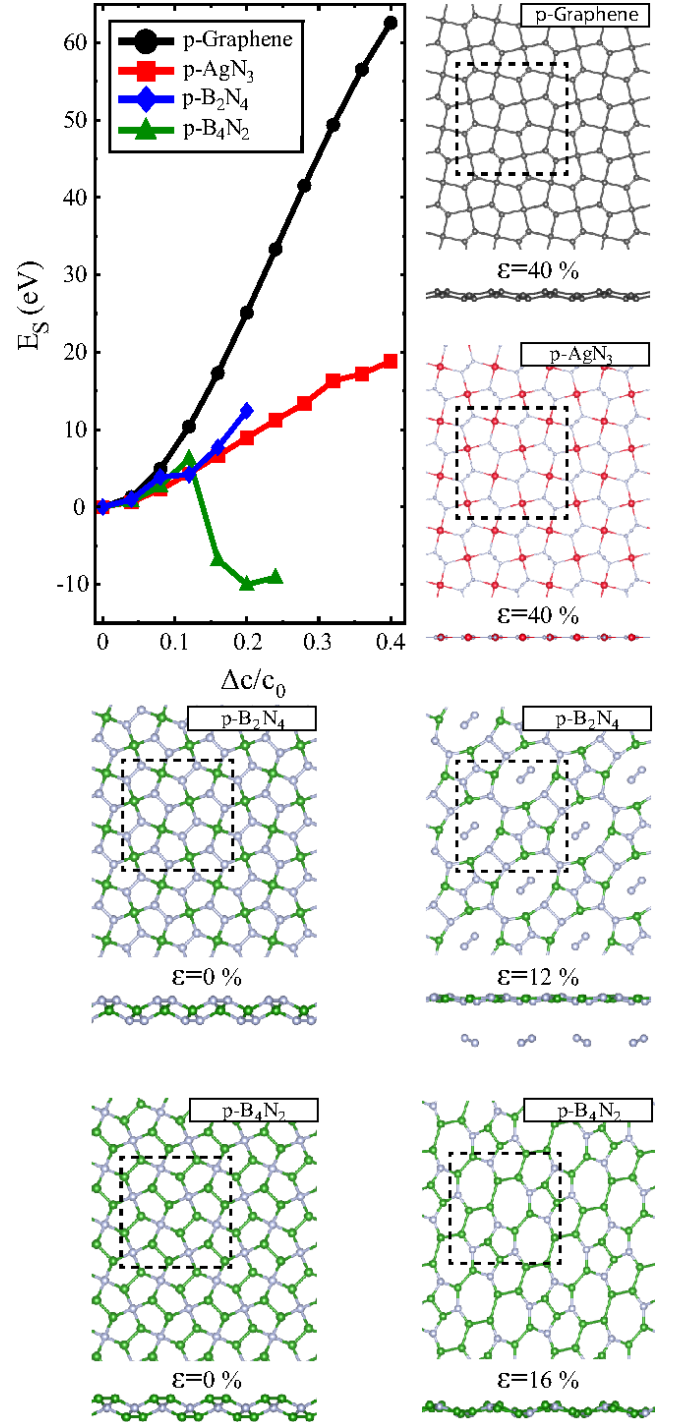 p-Graphene
p-AgN₃
p-B₂N₄
p-B₄N₂
E_S (eV)
60
50
40
30
20
10
0
-10
0
0.1
0.2
0.3
0.4
Δc/c₀
p-Graphene
ε=40 %
p-AgN₃
ε=40 %
p-B₂N₄
ε=0 %
p-B₂N₄
ε=12 %
p-B₄N₂
ε=0 %
p-B₄N₂
ε=16 %